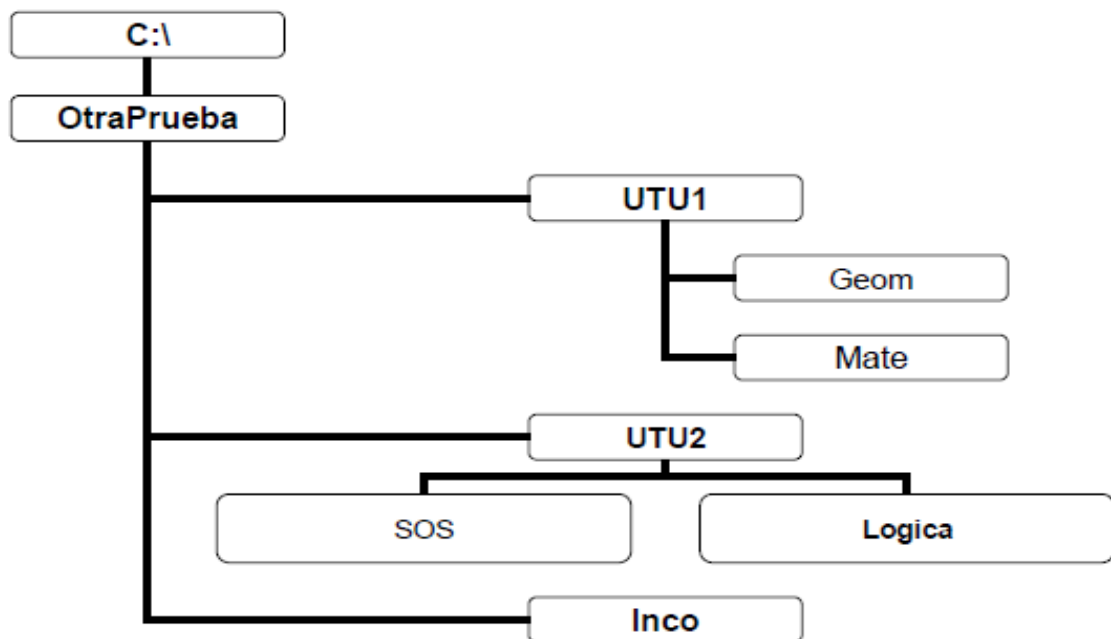 C:\
OtraPrueba
UTU1
Geom
Mate
UTU2
SOS
Logica
Inco